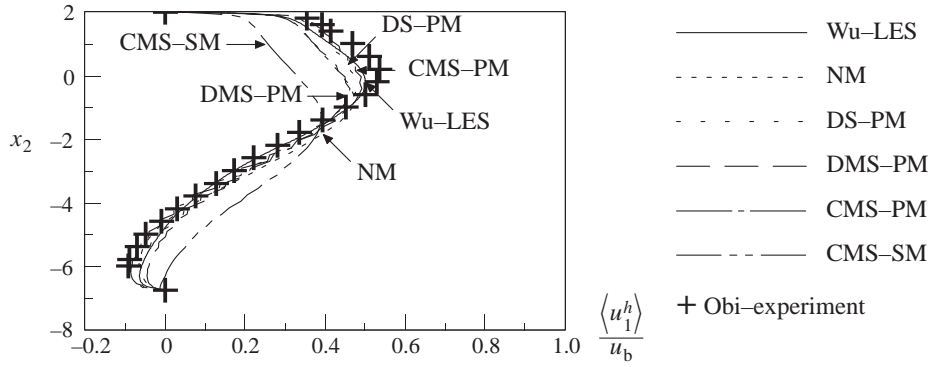 2
0
−2
−4
−6
−8
x2
−0.2
0
0.2
0.4
0.6
0.8
1.0
⟨u1^h⟩
ub
CMS–SM
DS–PM
CMS–PM
DMS–PM
Wu–LES
NM
Wu–LES
NM
DS–PM
DMS–PM
CMS–PM
CMS–SM
Obi–experiment